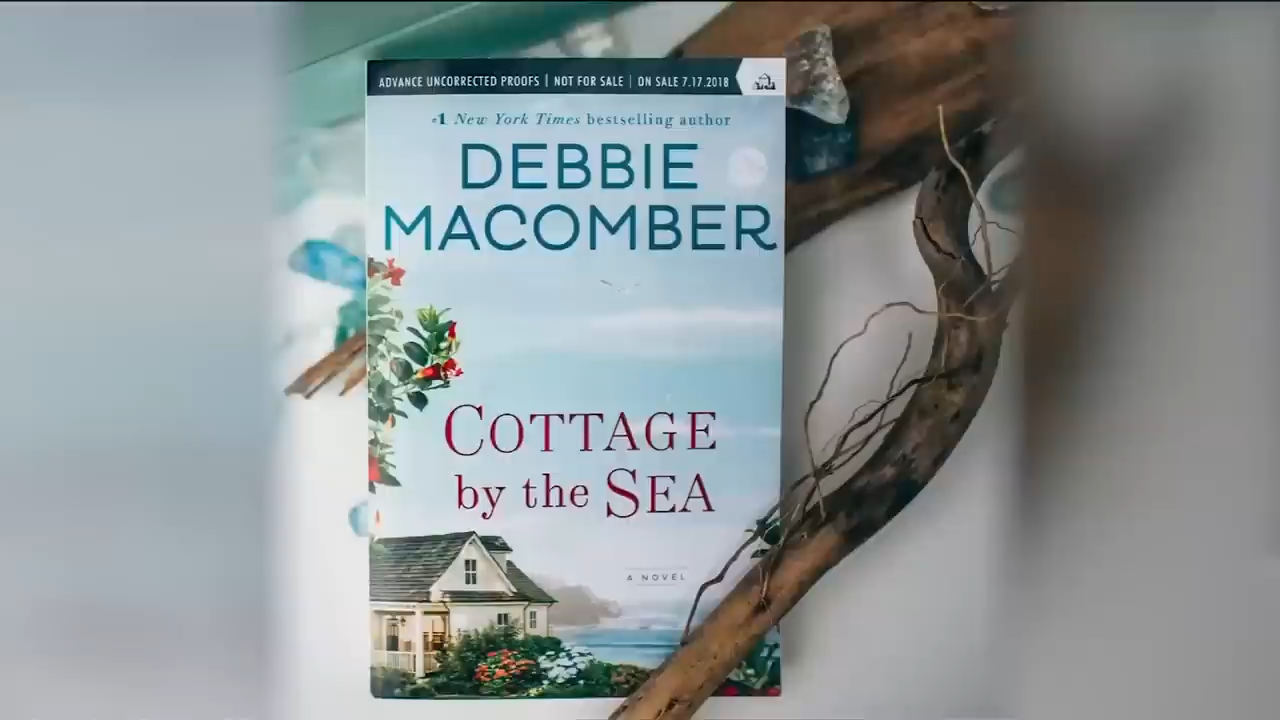 ADVANCE UNCORRECTED PROOFS | NOT FOR SALE | ON SALE 7.17.2018
#1 New York Times bestselling author
DEBBIE
MACOMBER
COTTAGE
by the SEA
A NOVEL